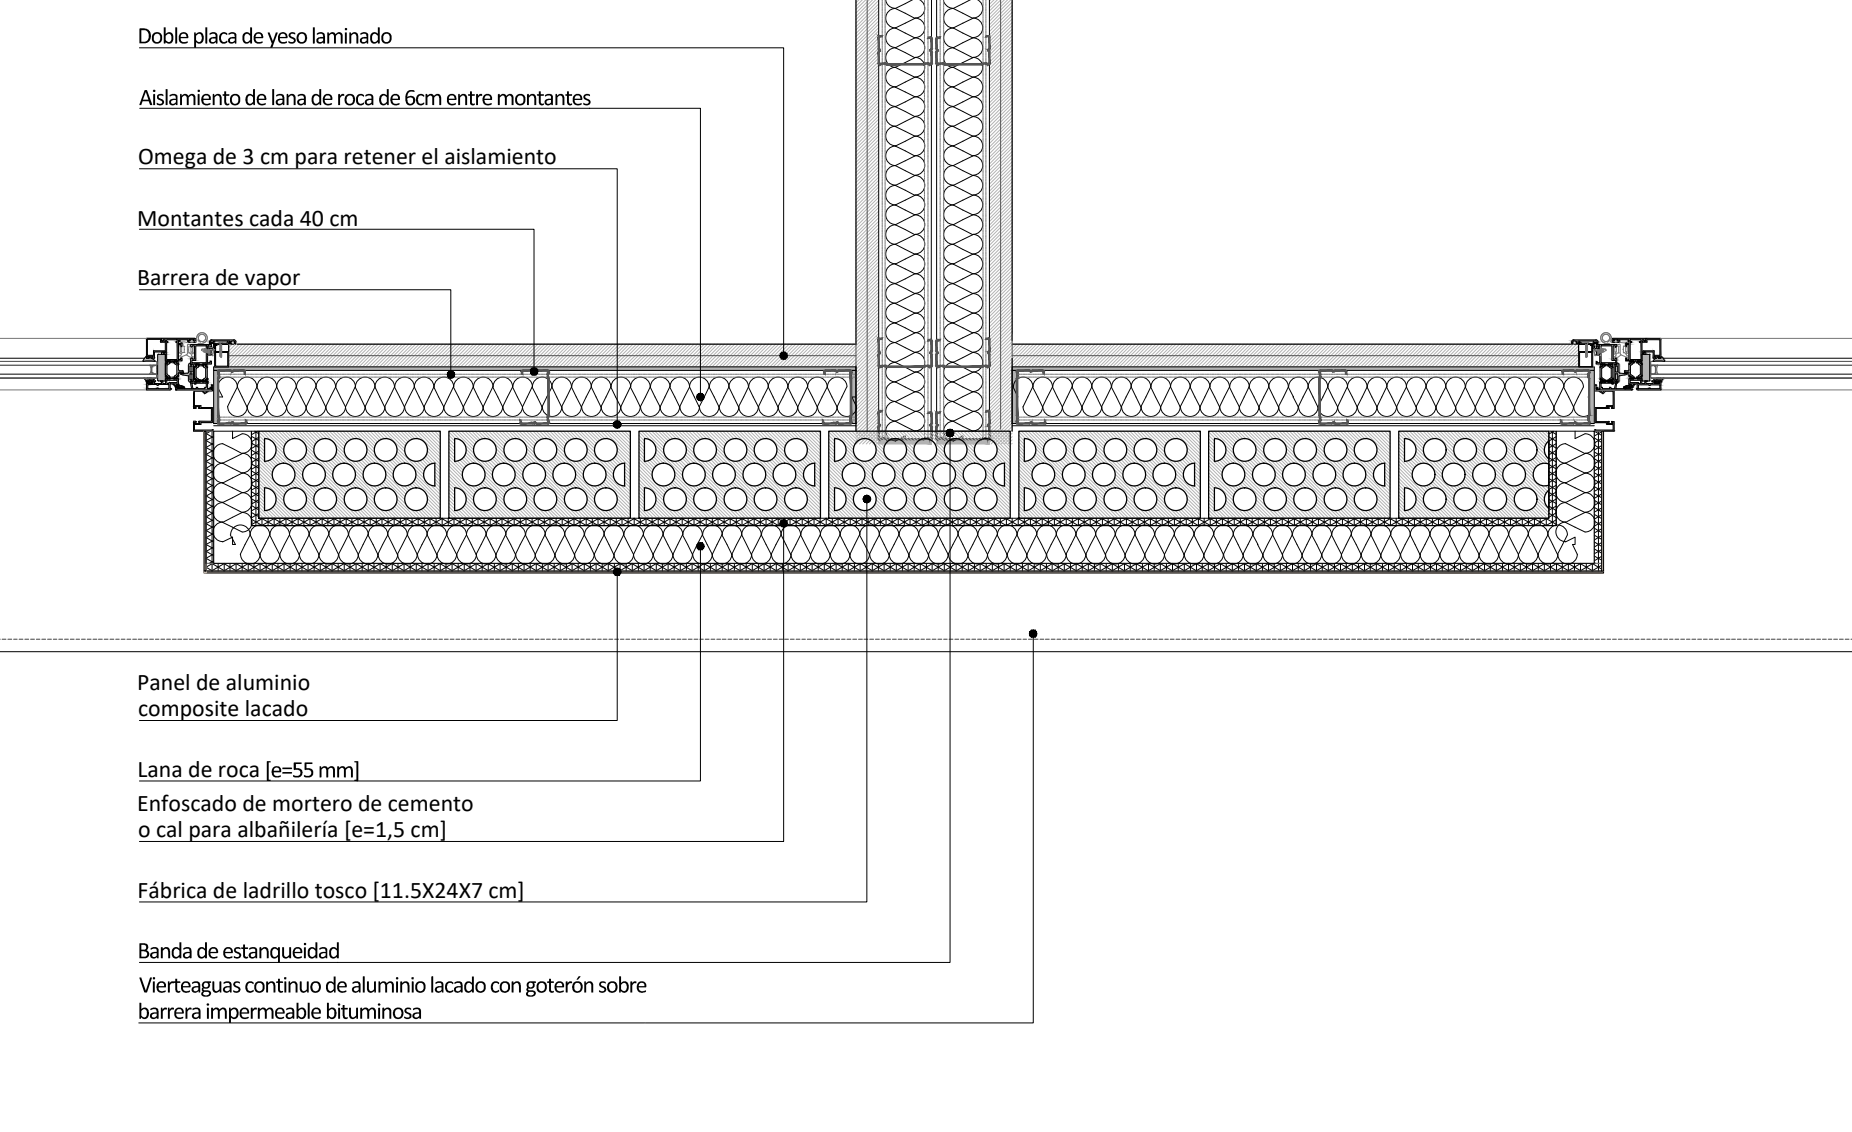 Doble placa de yeso laminado
Aislamiento de lana de roca de 6cm entre montantes
Omega de 3 cm para retener el aislamiento
Montantes cada 40 cm
Barrera de vapor
Panel de aluminio
composite lacado
Lana de roca [e=55 mm]
Enfoscado de mortero de cemento
o cal para albañilería [e=1,5 cm]
Fábrica de ladrillo tosco [11.5X24X7 cm]
Banda de estanqueidad
Vierteaguas continuo de aluminio lacado con goterón sobre
barrera impermeable bituminosa